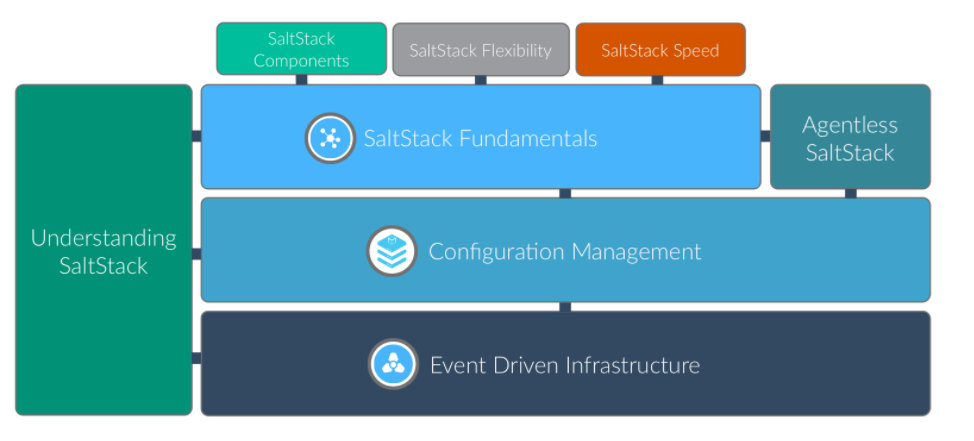 SaltStack
Components
SaltStack Flexibility
SaltStack Speed
Understanding
SaltStack
SaltStack Fundamentals
Agentless
SaltStack
Configuration Management
Event Driven Infrastructure